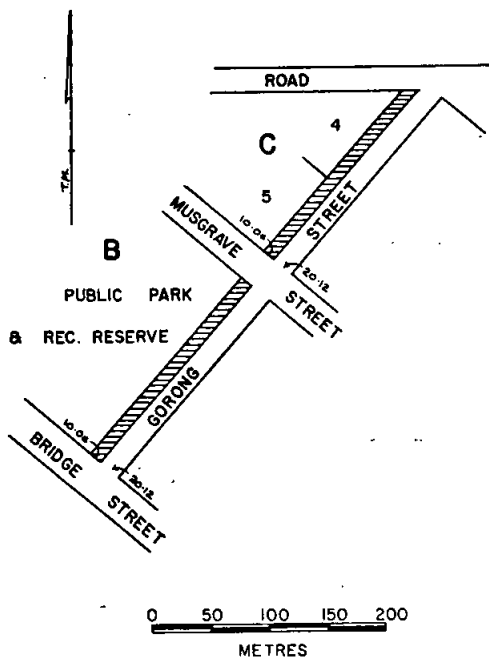 ROAD
4
C
5
10·06
MUSGRAVE STREET
STREET
20·12
T.M.
B
PUBLIC PARK
& REC. RESERVE
GORONG
10·06
BRIDGE STREET
20·12
0 50 100 150 200
METRES